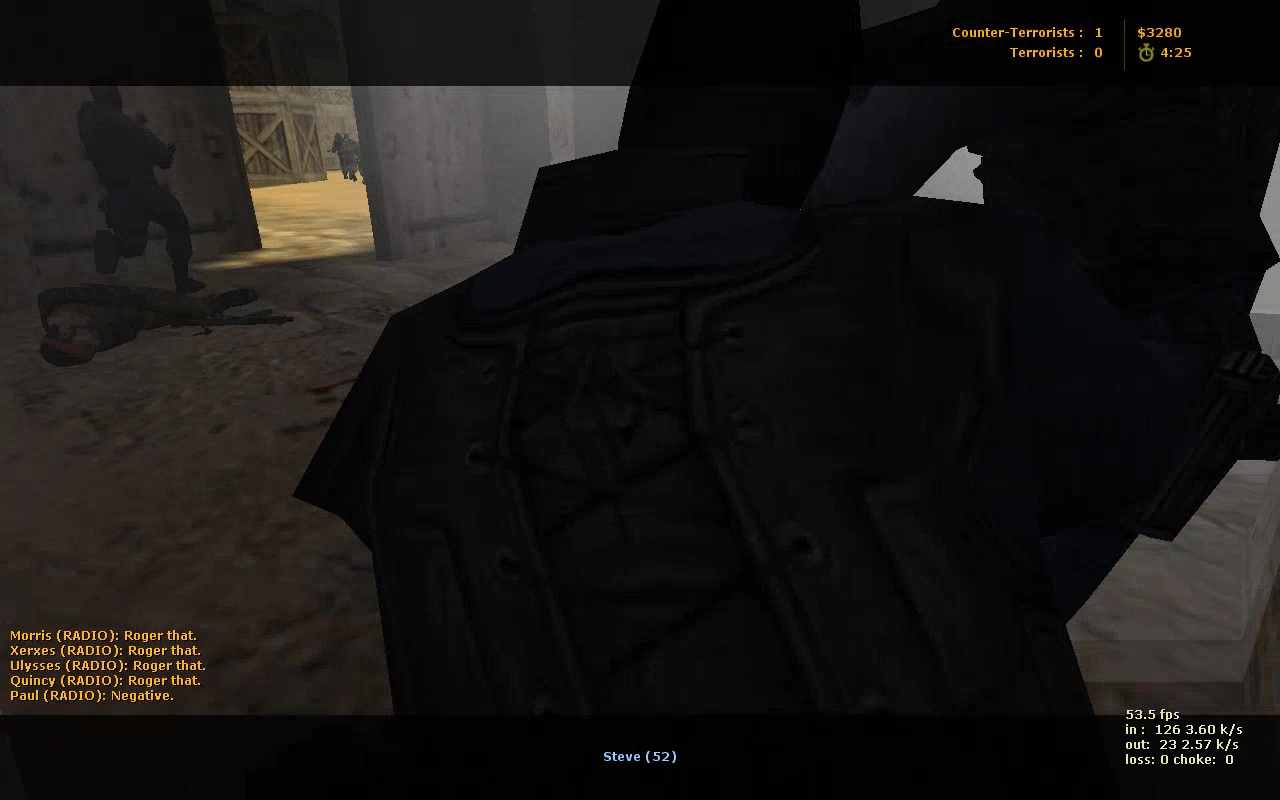 Counter-Terrorists : 1 $3280
Terrorists : 0 4:25
Morris (RADIO): Roger that.
Xerxes (RADIO): Roger that.
Ulysses (RADIO): Roger that.
Quincy (RADIO): Roger that.
Paul (RADIO): Negative.
53.5 fps
in : 126 3.60 k/s
out: 23 2.57 k/s
loss: 0 choke: 0
Steve (52)